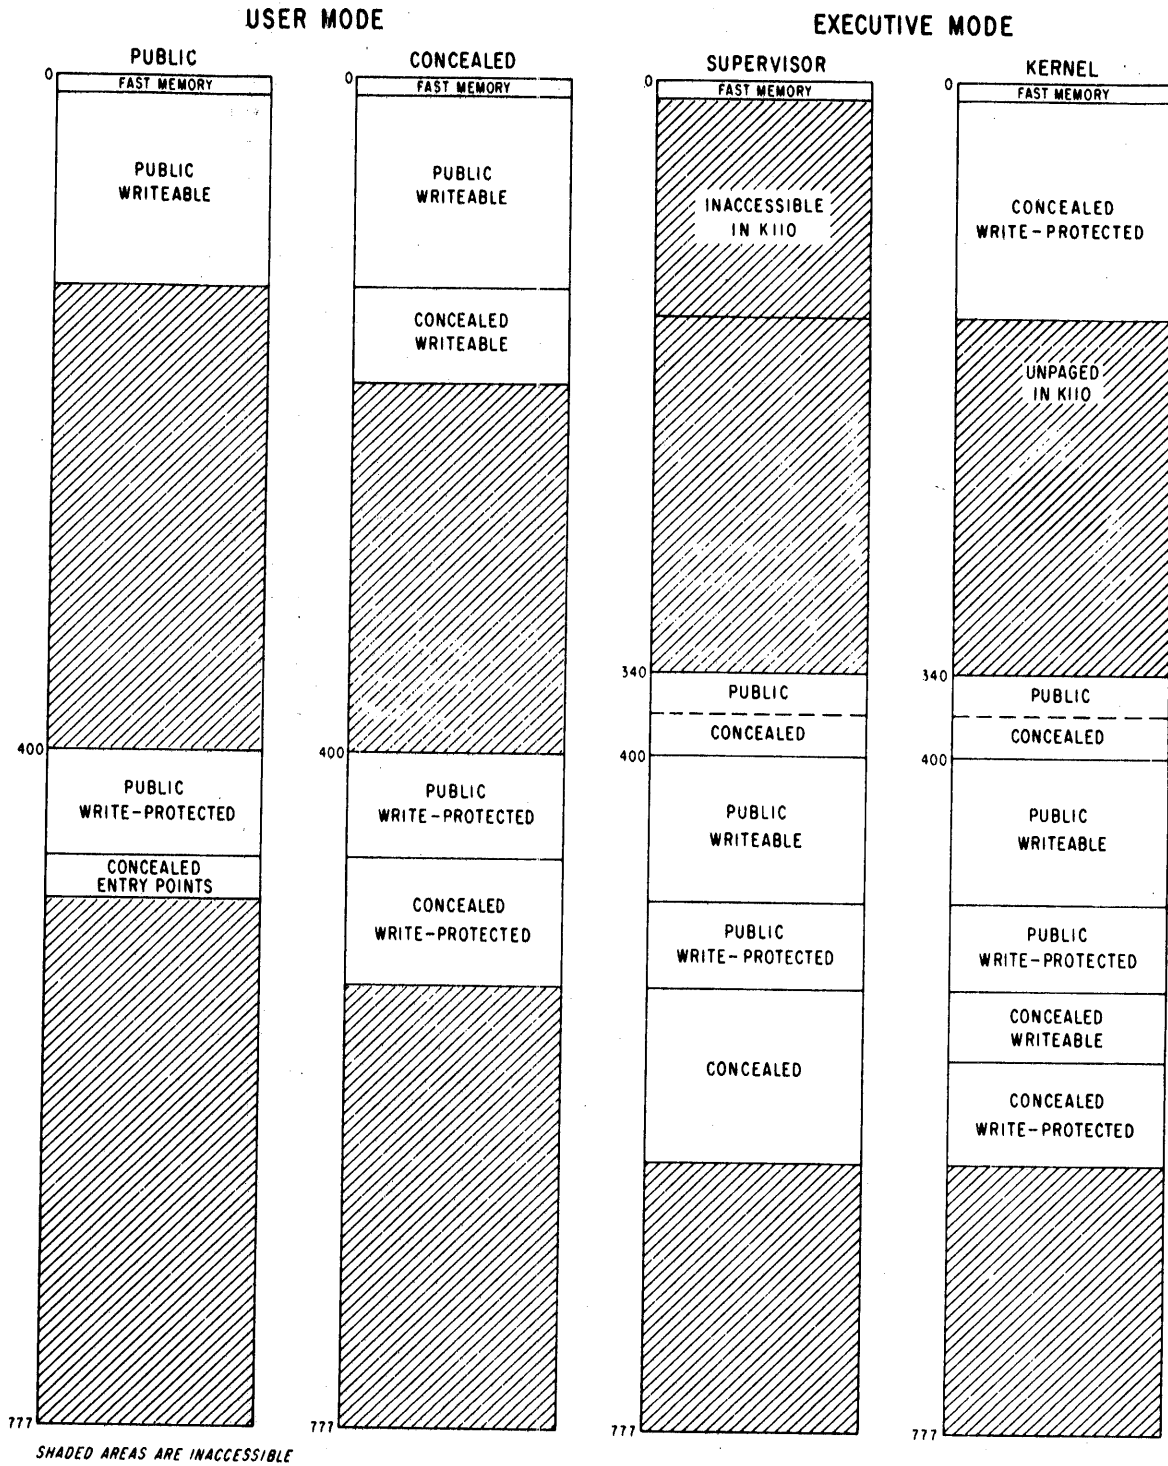 USER MODE
PUBLIC
0
FAST MEMORY
PUBLIC
WRITEABLE
400
PUBLIC
WRITE-PROTECTED
CONCEALED
ENTRY POINTS
777
CONCEALED
0
FAST MEMORY
PUBLIC
WRITEABLE
CONCEALED
WRITEABLE
400
PUBLIC
WRITE-PROTECTED
CONCEALED
WRITE-PROTECTED
777
EXECUTIVE MODE
SUPERVISOR
0
FAST MEMORY
INACCESSIBLE
IN KI10
340
PUBLIC
CONCEALED
400
PUBLIC
WRITEABLE
PUBLIC
WRITE-PROTECTED
CONCEALED
777
KERNEL
0
FAST MEMORY
CONCEALED
WRITE-PROTECTED
UNPAGED
IN KI10
340
PUBLIC
CONCEALED
400
PUBLIC
WRITEABLE
PUBLIC
WRITE-PROTECTED
CONCEALED
WRITEABLE
CONCEALED
WRITE-PROTECTED
777
SHADED AREAS ARE INACCESSIBLE